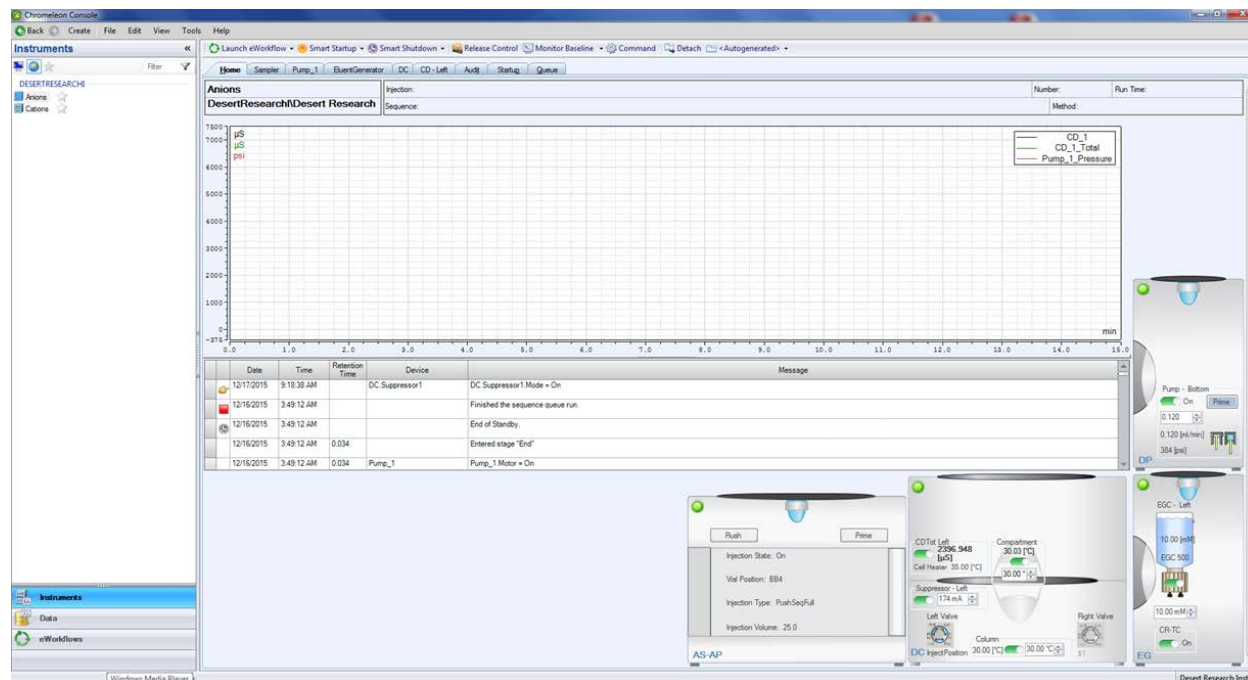 Chromeleon Console
Back Create File Edit View Tools Help
Instruments «
Launch eWorkflow Smart Startup Smart Shutdown Release Control Monitor Baseline Command Detach <Autogenerated>
Filter
Home Sampler Pump_1 EluentGenerator DC CD - Left Audit Startup Queue
DESERTRESEARCHI
Anions
Cations
Anions
DesertResearchI\Desert Research
Injection:
Number:
Run Time:
Sequence:
Method:
7500
7000
6000
5000
4000
3000
2000
1000
0
-375
µS
µS
psi
CD_1
CD_1_Total
Pump_1_Pressure
min
0.0 1.0 2.0 3.0 4.0 5.0 6.0 7.0 8.0 9.0 10.0 11.0 12.0 13.0 14.0 15.0
Date Time Retention Time Device Message
12/17/2015 9:18:38 AM DC.Suppressor1 DC.Suppressor1.Mode = On
12/16/2015 3:49:12 AM Finished the sequence queue run.
12/16/2015 3:49:12 AM End of Standby.
12/16/2015 3:49:12 AM 0.034 Entered stage "End"
12/16/2015 3:49:12 AM 0.034 Pump_1 Pump_1.Motor = On
Pump - Bottom
On Prime
0.120
0.120 [ml/min]
384 [psi]
DP
Flush Prime
Injection State: On
Vial Position: BB4
Injection Type: PushSeqFull
Injection Volume: 25.0
AS-AP
CDTot Left
2396.948
[µS]
Cell Heater 35.00 [°C]
Compartment
30.03 [°C]
30.00 °
Suppressor - Left
174 mA
Left Valve
Right Valve
InjectPosition
Column
30.00 [°C] 30.00 °C
S1
DC
EGC - Left
10.00 [mM]
EGC 500
10.00 mM
CR-TC
On
EG
Instruments
Data
eWorkflows
Windows Media Player
Desert Research Inst